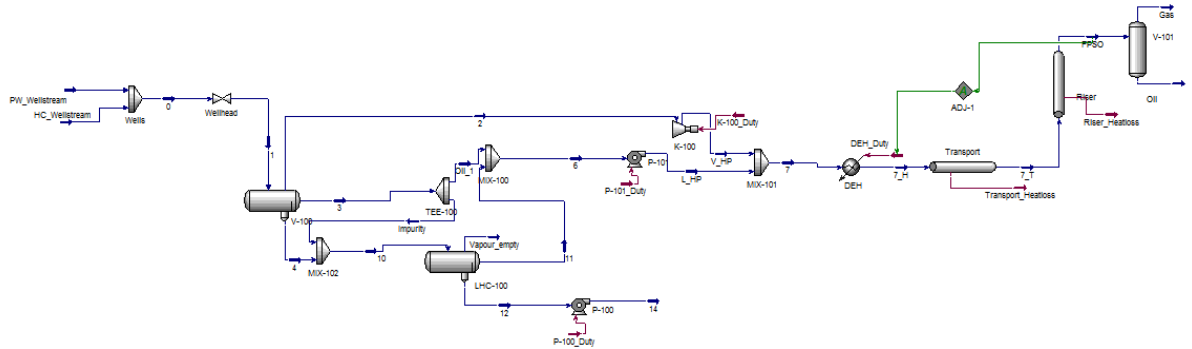 Gas
FPSO
V-101
PW_Wellstream
HC_Wellstream
Wells
0
Wellhead
1
2
K-100
K-100_Duty
V_HP
ADJ-1
A
Riser
Riser_Heatloss
Oil
Oil_1
MIX-100
6
P-101
P-101_Duty
L_HP
MIX-101
7
DEH_Duty
DEH
7_H
Transport
Transport_Heatloss
7_T
V-100
3
TEE-100
Impurity
4
MIX-102
10
Vapour_empty
LHC-100
11
12
P-100
P-100_Duty
14